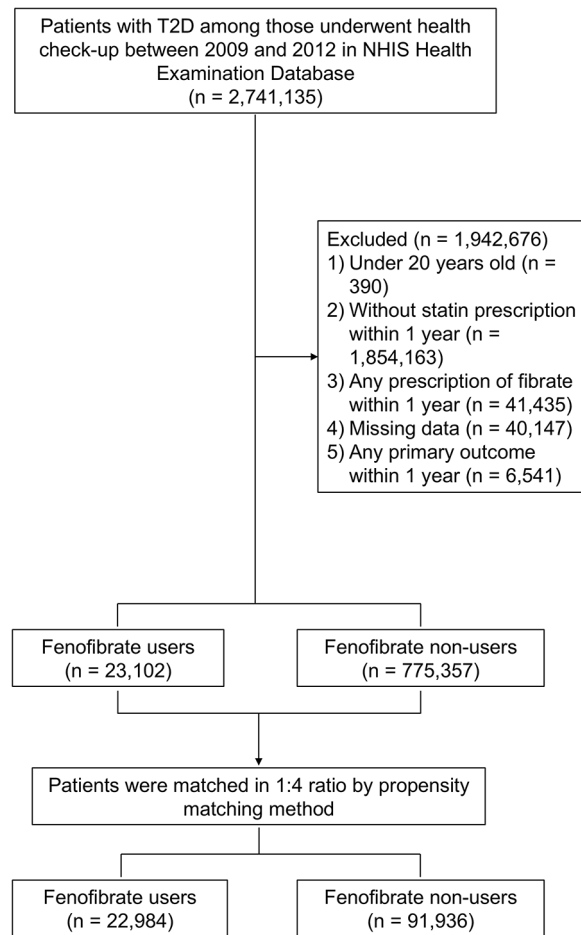 Patients with T2D among those underwent health
check-up between 2009 and 2012 in NHIS Health
Examination Database
(n = 2,741,135)
Excluded (n = 1,942,676)
1) Under 20 years old (n =
390)
2) Without statin prescription
within 1 year (n =
1,854,163)
3) Any prescription of fibrate
within 1 year (n = 41,435)
4) Missing data (n = 40,147)
5) Any primary outcome
within 1 year (n = 6,541)
Fenofibrate users
(n = 23,102)
Fenofibrate non-users
(n = 775,357)
Patients were matched in 1:4 ratio by propensity
matching method
Fenofibrate users
(n = 22,984)
Fenofibrate non-users
(n = 91,936)